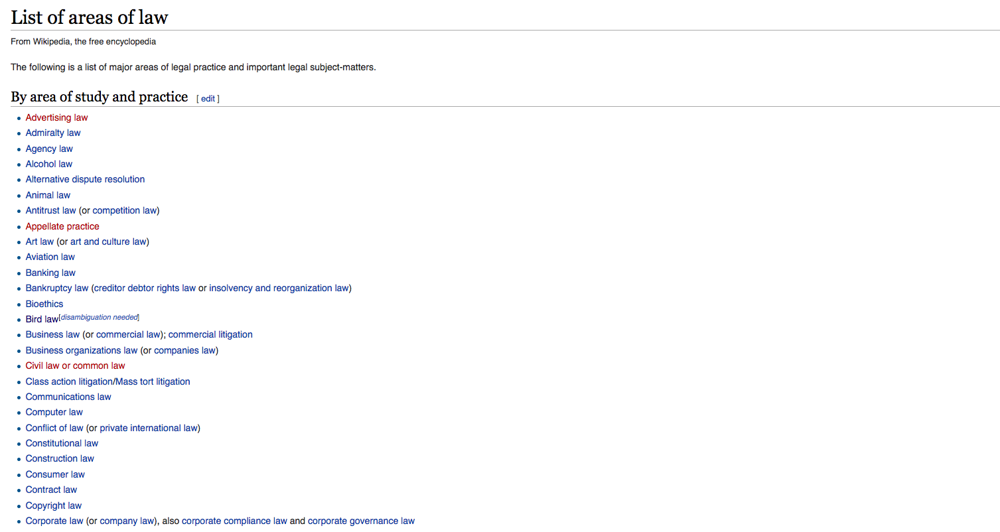 List of areas of law
From Wikipedia, the free encyclopedia
The following is a list of major areas of legal practice and important legal subject-matters.
By area of study and practice [ edit ]
Advertising law
Admiralty law
Agency law
Alcohol law
Alternative dispute resolution
Animal law
Antitrust law (or competition law)
Appellate practice
Art law (or art and culture law)
Aviation law
Banking law
Bankruptcy law (creditor debtor rights law or insolvency and reorganization law)
Bioethics
Bird law[disambiguation needed]
Business law (or commercial law); commercial litigation
Business organizations law (or companies law)
Civil law or common law
Class action litigation/Mass tort litigation
Communications law
Computer law
Conflict of law (or private international law)
Constitutional law
Construction law
Consumer law
Contract law
Copyright law
Corporate law (or company law), also corporate compliance law and corporate governance law